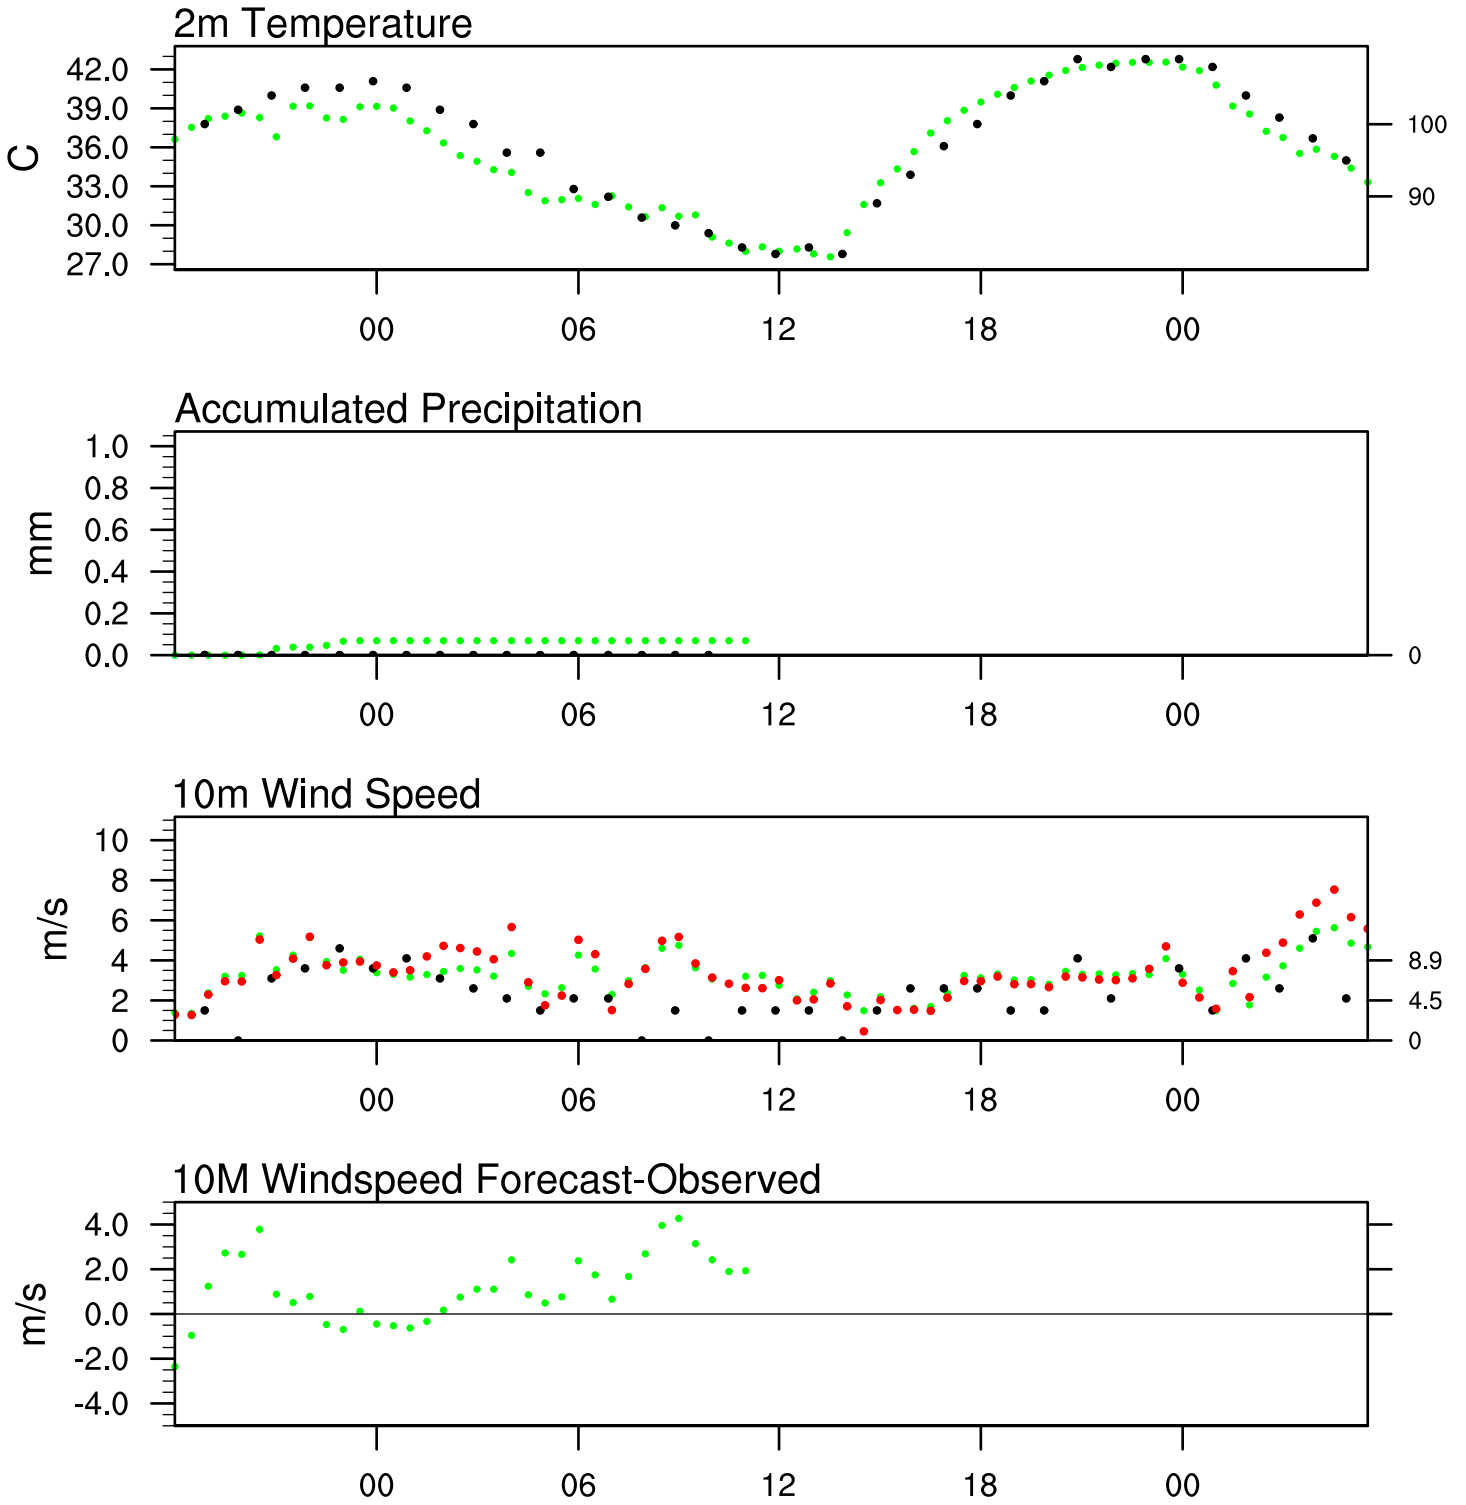 2m Temperature
42.0
39.0
36.0
33.0
30.0
27.0
C
100
90
00 06 12 18 00
Accumulated Precipitation
1.0
0.8
0.6
0.4
0.2
0.0
mm
0
00 06 12 18 00
10m Wind Speed
10
8
6
4
2
0
m/s
8.9
4.5
0
00 06 12 18 00
10M Windspeed Forecast-Observed
4.0
2.0
0.0
-2.0
-4.0
m/s
00 06 12 18 00